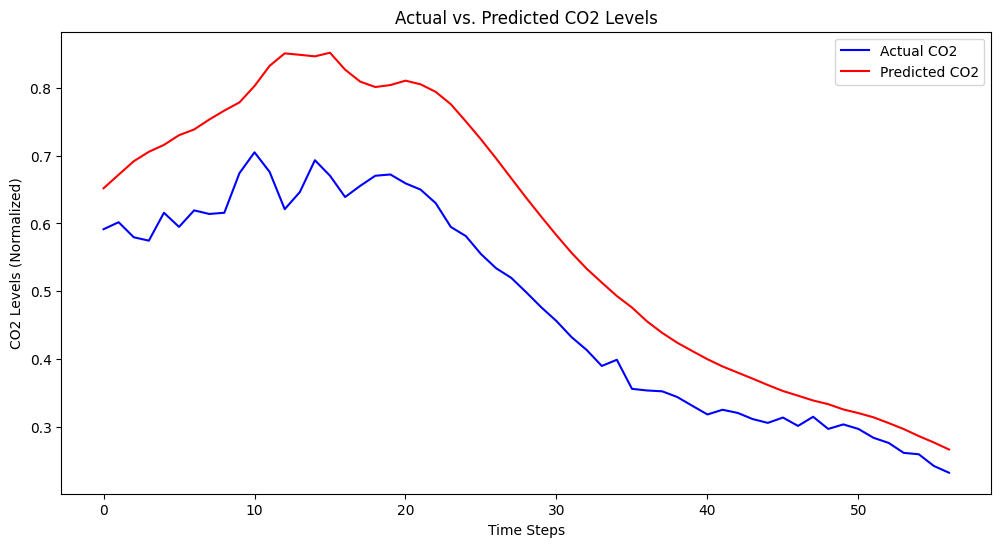 Actual vs. Predicted CO2 Levels
Actual CO2
Predicted CO2
CO2 Levels (Normalized)
0.8
0.7
0.6
0.5
0.4
0.3
0 10 20 30 40 50
Time Steps